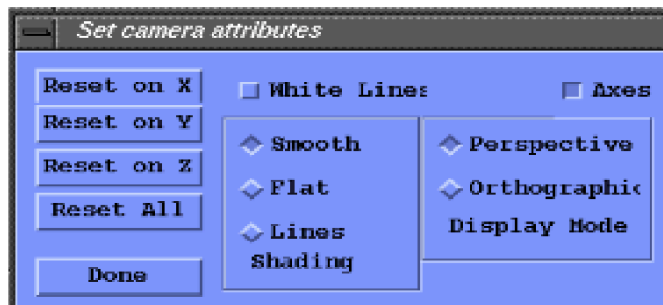 Set camera attributes
Reset on X
White Lines
Axes
Reset on Y
Smooth
Perspective
Reset on Z
Flat
Orthographic
Reset All
Lines
Display Mode
Shading
Done